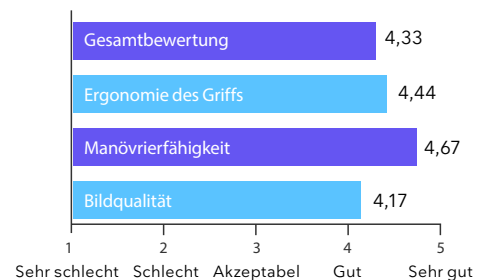 Gesamtbewertung 4,33
Ergonomie des Griffs 4,44
Manövrierfähigkeit 4,67
Bildqualität 4,17
1 2 3 4 5
Sehr schlecht Schlecht Akzeptabel Gut Sehr gut